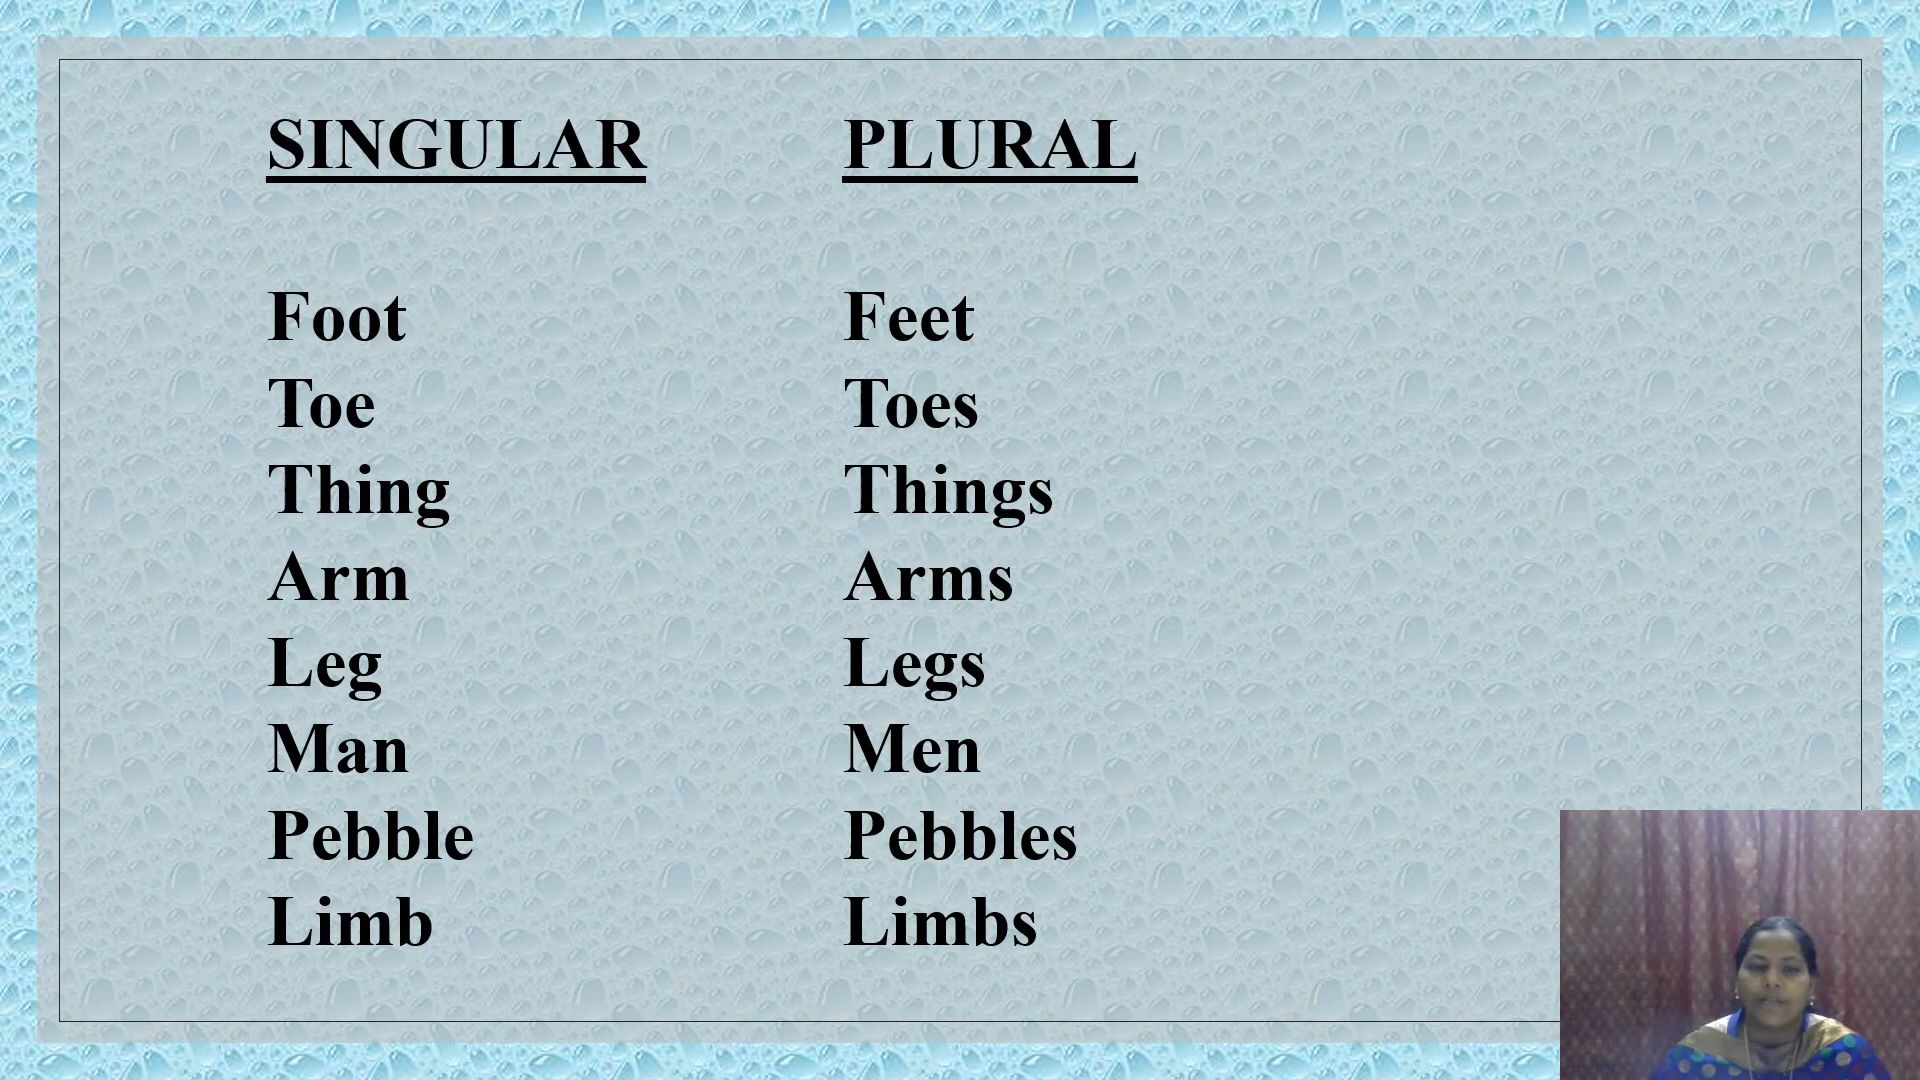 SINGULAR PLURAL
Foot Feet
Toe Toes
Thing Things
Arm Arms
Leg Legs
Man Men
Pebble Pebbles
Limb Limbs